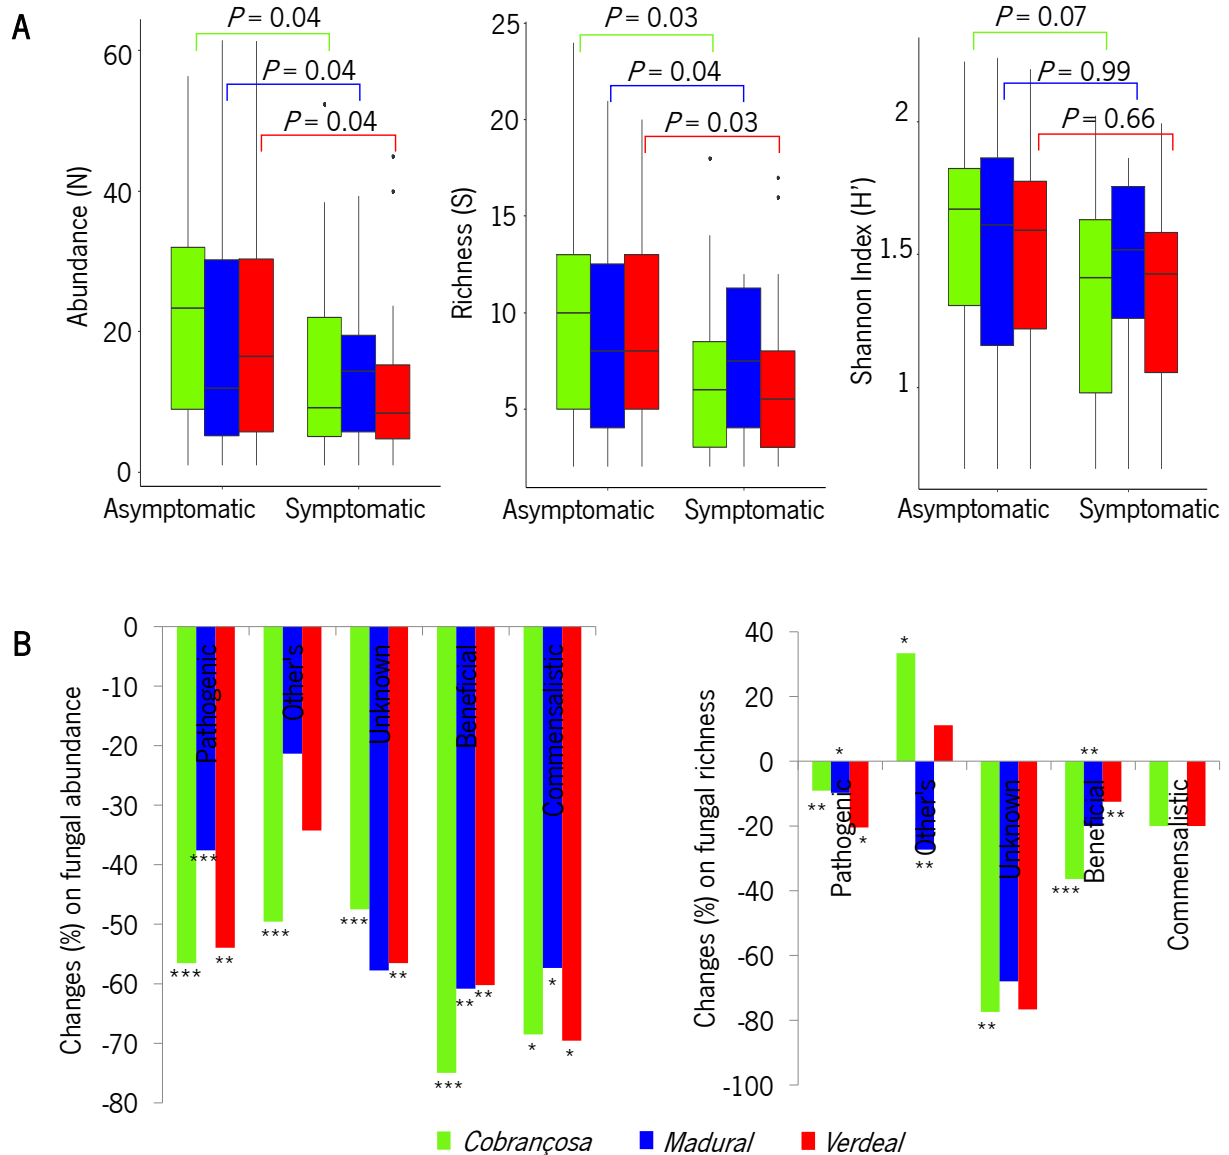 A
P = 0.04
P = 0.04
P = 0.04
60
40
20
0
Abundance (N)
Asymptomatic
Symptomatic
P = 0.03
P = 0.04
P = 0.03
25
20
15
10
5
Richness (S)
Asymptomatic
Symptomatic
P = 0.07
P = 0.99
P = 0.66
2
1.5
1
Shannon Index (H’)
Asymptomatic
Symptomatic
B
0
-10
-20
-30
-40
-50
-60
-70
-80
Changes (%) on fungal abundance
Pathogenic
Other's
Unknown
Beneficial
Commensalistic
***
***
**
***
***
**
***
**
**
*
*
*
40
20
0
-20
-40
-60
-80
-100
Changes (%) on fungal richness
Pathogenic
Other's
Unknown
Beneficial
Commensalistic
**
*
*
*
**
**
***
**
**
Cobrançosa
Madural
Verdeal